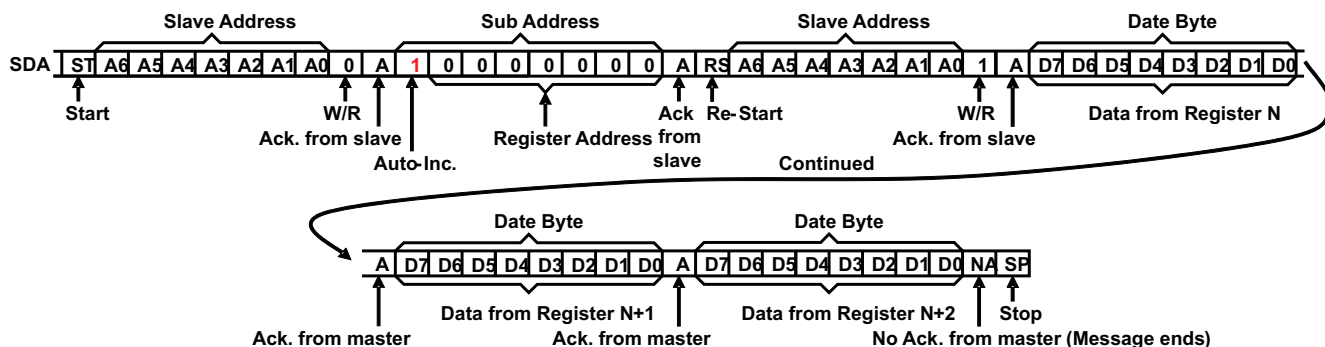 Slave Address Sub Address Slave Address Date Byte
SDA ST A6 A5 A4 A3 A2 A1 A0 0 A 1 0 0 0 0 0 0 0 A RS A6 A5 A4 A3 A2 A1 A0 1 A D7 D6 D5 D4 D3 D2 D1 D0
Start W/R Ack Re-Start W/R Data from Register N
Ack. from slave Register Address from Ack. from slave
Auto-Inc. slave Continued
Date Byte Date Byte
A D7 D6 D5 D4 D3 D2 D1 D0 A D7 D6 D5 D4 D3 D2 D1 D0 NA SP
Data from Register N+1 Data from Register N+2 Stop
Ack. from master Ack. from master No Ack. from master (Message ends)